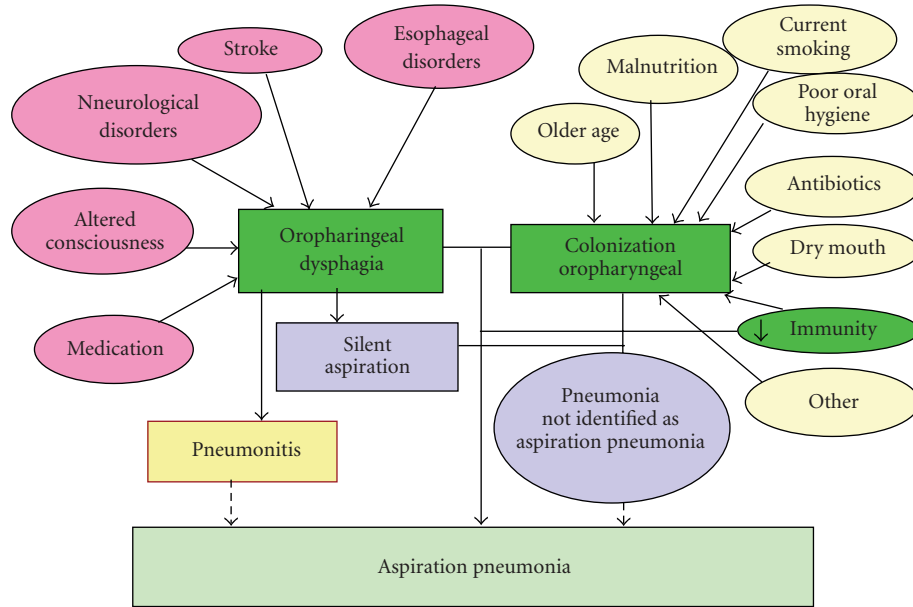 Stroke
Esophageal
disorders
Nneurological
disorders
Altered
consciousness
Medication
Malnutrition
Current
smoking
Poor oral
hygiene
Older age
Antibiotics
Dry mouth
↓ Immunity
Other
Oropharingeal
dysphagia
Colonization
oropharyngeal
Silent
aspiration
Pneumonia
not identified as
aspiration pneumonia
Pneumonitis
Aspiration pneumonia